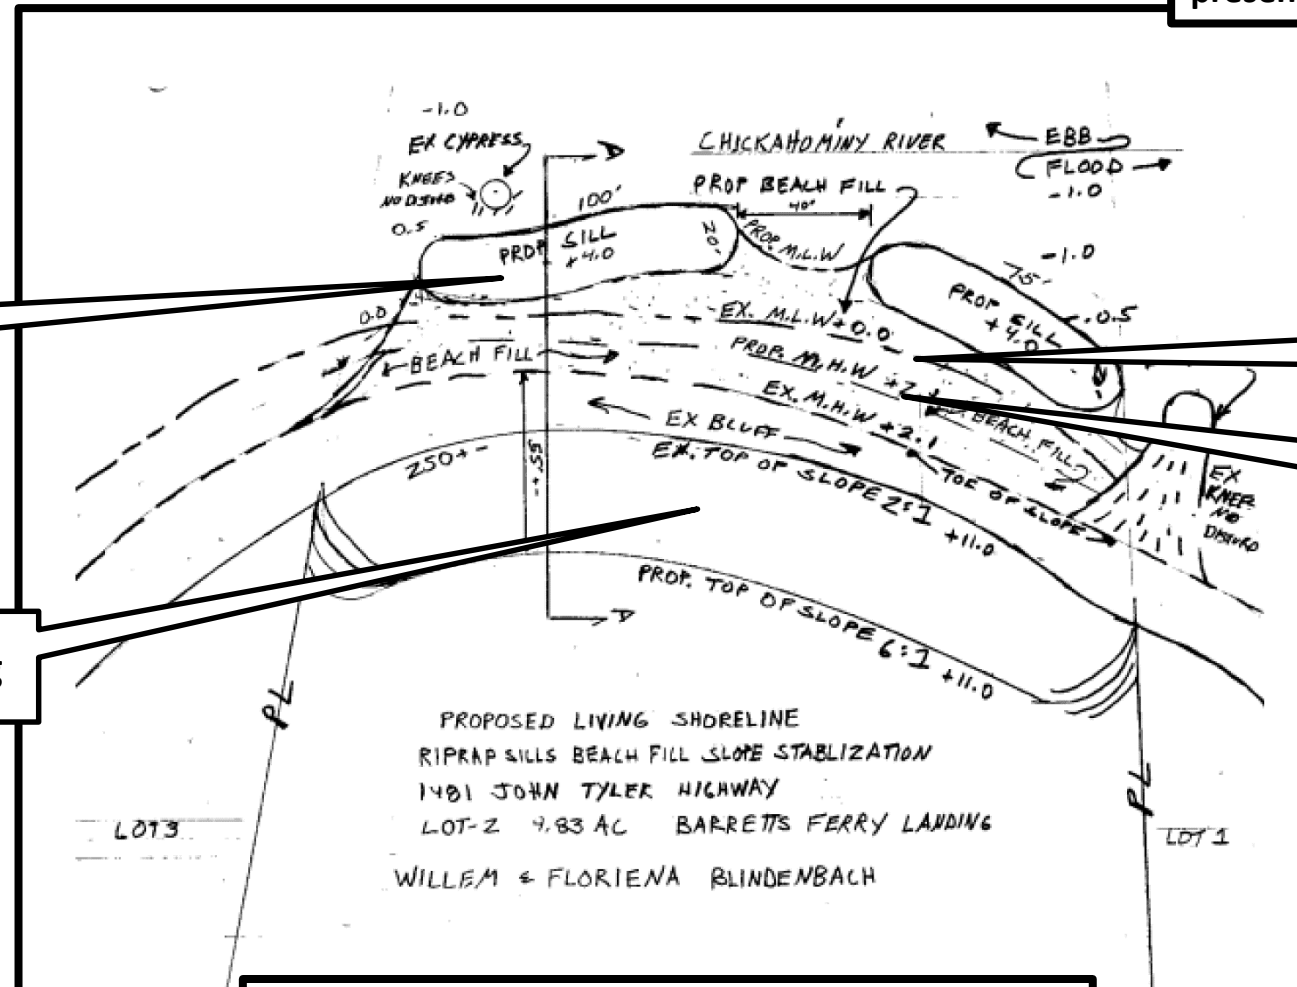 -1.0
EX CYPRESS
KNEES
NO DISTURB
0.5
CHICKAHOMINY RIVER
EBB
FLOOD
-1.0
PROP BEACH FILL
40'
100'
PROP SILL
+4.0
20'
PROP. M.L.W
-1.0
75'
PROP SILL
+4.0
-.0.5
0.0
EX. M.L.W +0.0
BEACH FILL
PROP. M.H.W
EX. M.H.W +2.1
BEACH FILL
EX BLUFF
250+-
EX. TOP OF SLOPE 2:1 +11.0
TOE OF SLOPE
EX
KNEE
NO
DISTURB
PROP. TOP OF SLOPE 6:1 +11.0
PL
PL
PROPOSED LIVING SHORELINE
RIPRAP SILLS BEACH FILL SLOPE STABLIZATION
1481 JOHN TYLER HIGHWAY
LOT-2 4.83 AC BARRETTS FERRY LANDING
WILLEM & FLORIENA BLINDENBACH
LOT 3
LOT 1